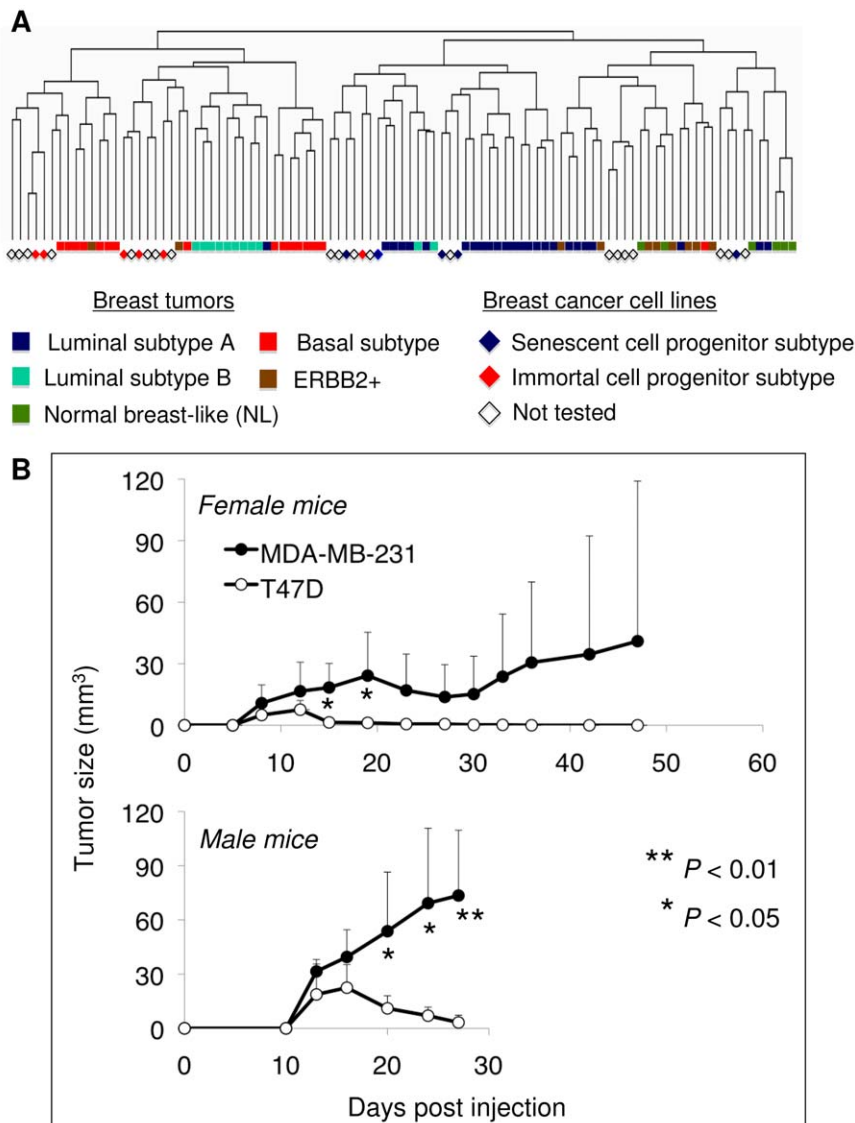 A
Breast tumors
Breast cancer cell lines
Luminal subtype A
Basal subtype
Senescent cell progenitor subtype
Luminal subtype B
ERBB2+
Immortal cell progenitor subtype
Normal breast-like (NL)
Not tested
B
Tumor size (mm³)
120
90
60
30
0
Female mice
MDA-MB-231
T47D
*
*
0 10 20 30 40 50 60
120
90
60
30
0
Male mice
*
*
**
** P < 0.01
* P < 0.05
0 10 20 30
Days post injection